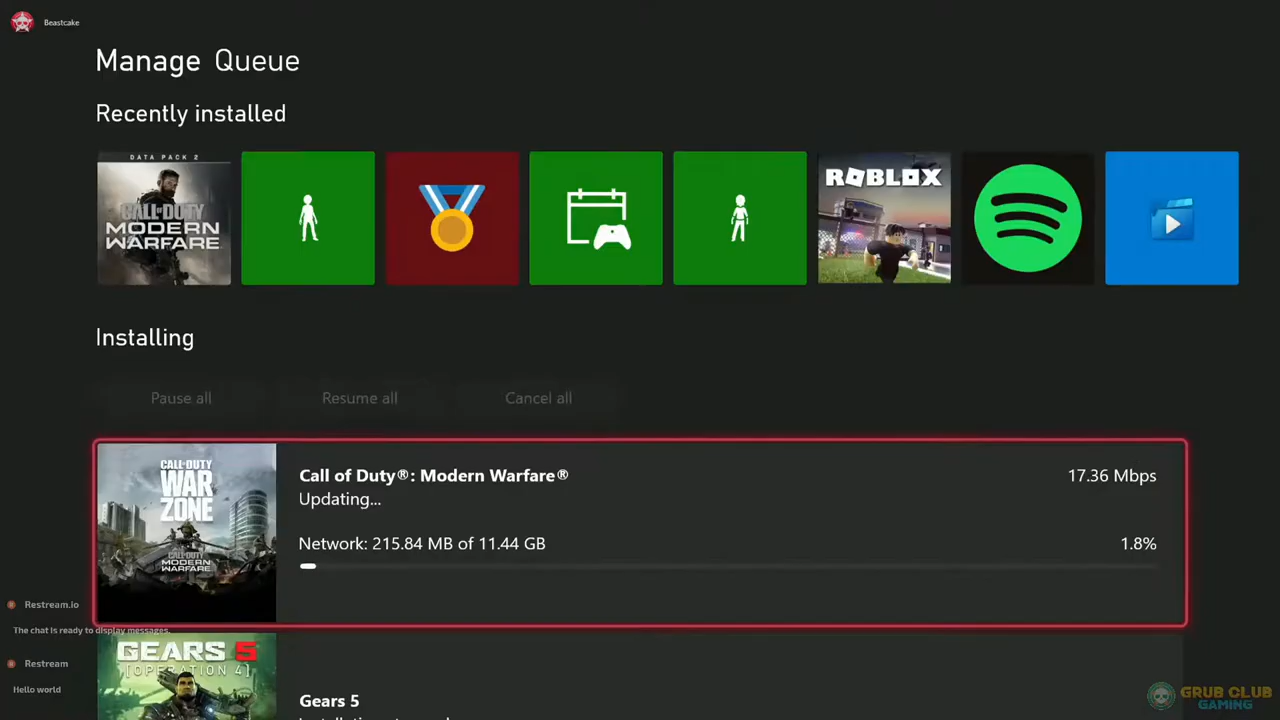 Beastcake
Manage Queue
Recently installed
DATA PACK 2
CALL OF DUTY
MODERN
WARFARE
ROBLOX
Installing
Pause all
Resume all
Cancel all
CALL OF DUTY
WAR
ZONE
CALL OF DUTY
MODERN
WARFARE
Call of Duty®: Modern Warfare®
17.36 Mbps
Updating...
Network: 215.84 MB of 11.44 GB
1.8%
Restream.io
The chat is ready to display messages.
GEARS 5
[OPERATION 4]
Restream
Hello world
Gears 5
GRUB CLUB
GAMING